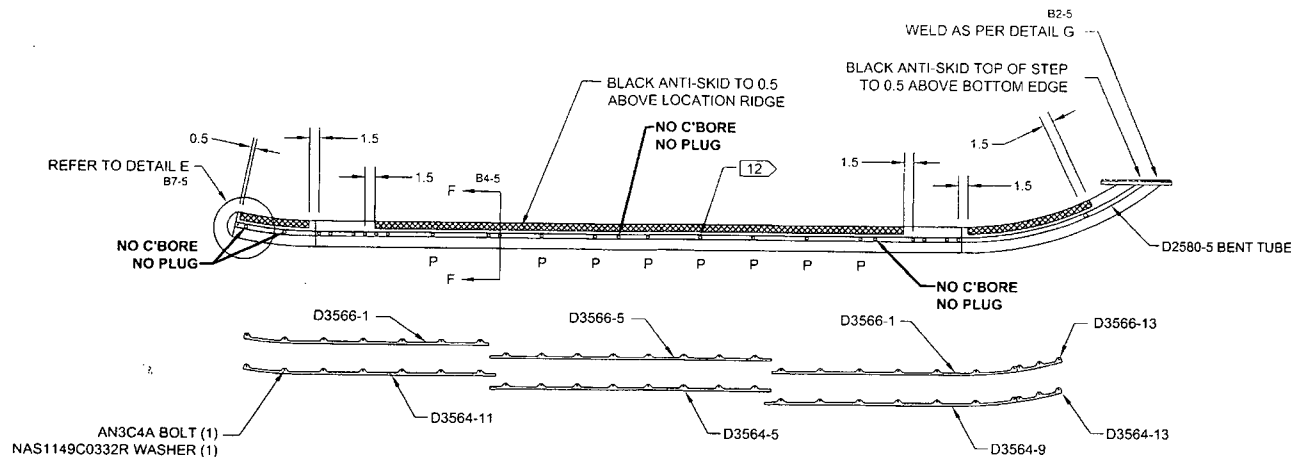 B2-5
WELD AS PER DETAIL G
BLACK ANTI-SKID TOP OF STEP
TO 0.5 ABOVE BOTTOM EDGE
BLACK ANTI-SKID TO 0.5
ABOVE LOCATION RIDGE
NO C'BORE
NO PLUG
0.5
1.5
REFER TO DETAIL E
B7-5
1.5
F
B4-5
12
1.5
1.5
1.5
D2580-5 BENT TUBE
NO C'BORE
NO PLUG
P
F
P
P
P
P
P
P
P
NO C'BORE
NO PLUG
D3566-1
D3566-5
D3566-1
D3566-13
D3564-11
D3564-5
D3564-9
D3564-13
AN3C4A BOLT (1)
NAS1149C0332R WASHER (1)